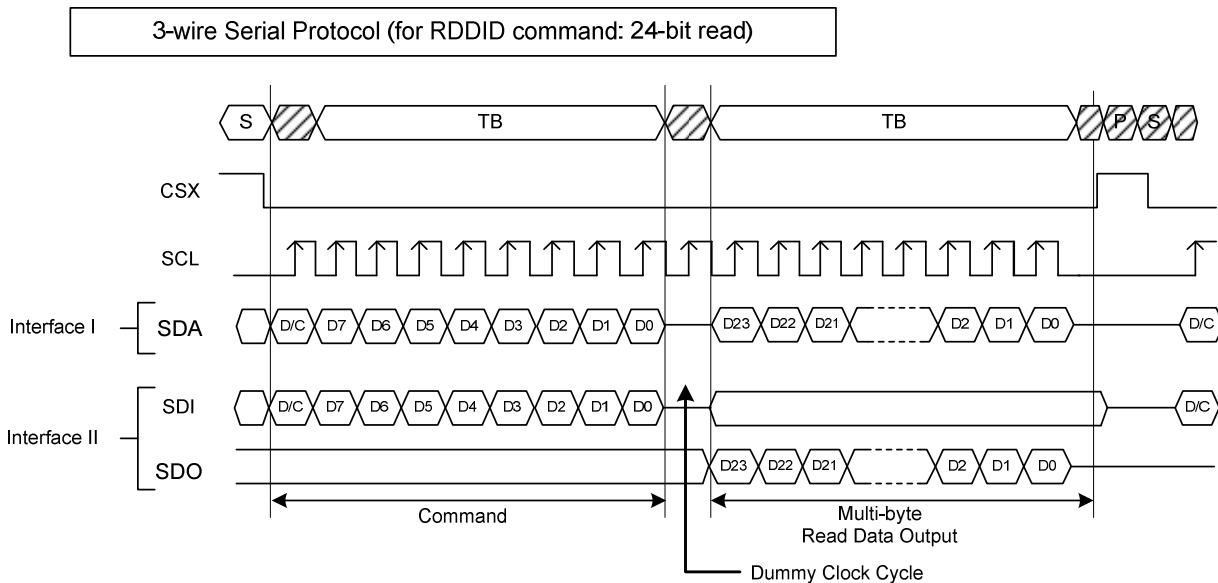 3-wire Serial Protocol (for RDDID command: 24-bit read)
S TB TB P S
CSX
SCL
Interface I SDA D/C D7 D6 D5 D4 D3 D2 D1 D0 D23 D22 D21 D2 D1 D0 D/C
SDI D/C D7 D6 D5 D4 D3 D2 D1 D0 D/C
Interface II
SDO D23 D22 D21 D2 D1 D0
Command Multi-byte
Read Data Output
Dummy Clock Cycle